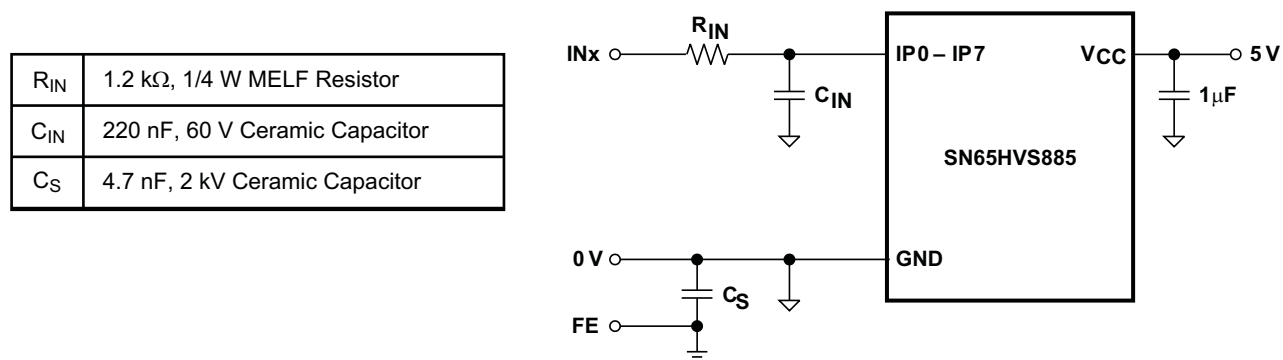 R_IN 1.2 kΩ, 1/4 W MELF Resistor
C_IN 220 nF, 60 V Ceramic Capacitor
C_S 4.7 nF, 2 kV Ceramic Capacitor
R_IN
INx
IP0 – IP7
V_CC
5 V
C_IN
1μF
SN65HVS885
0 V
GND
C_S
FE